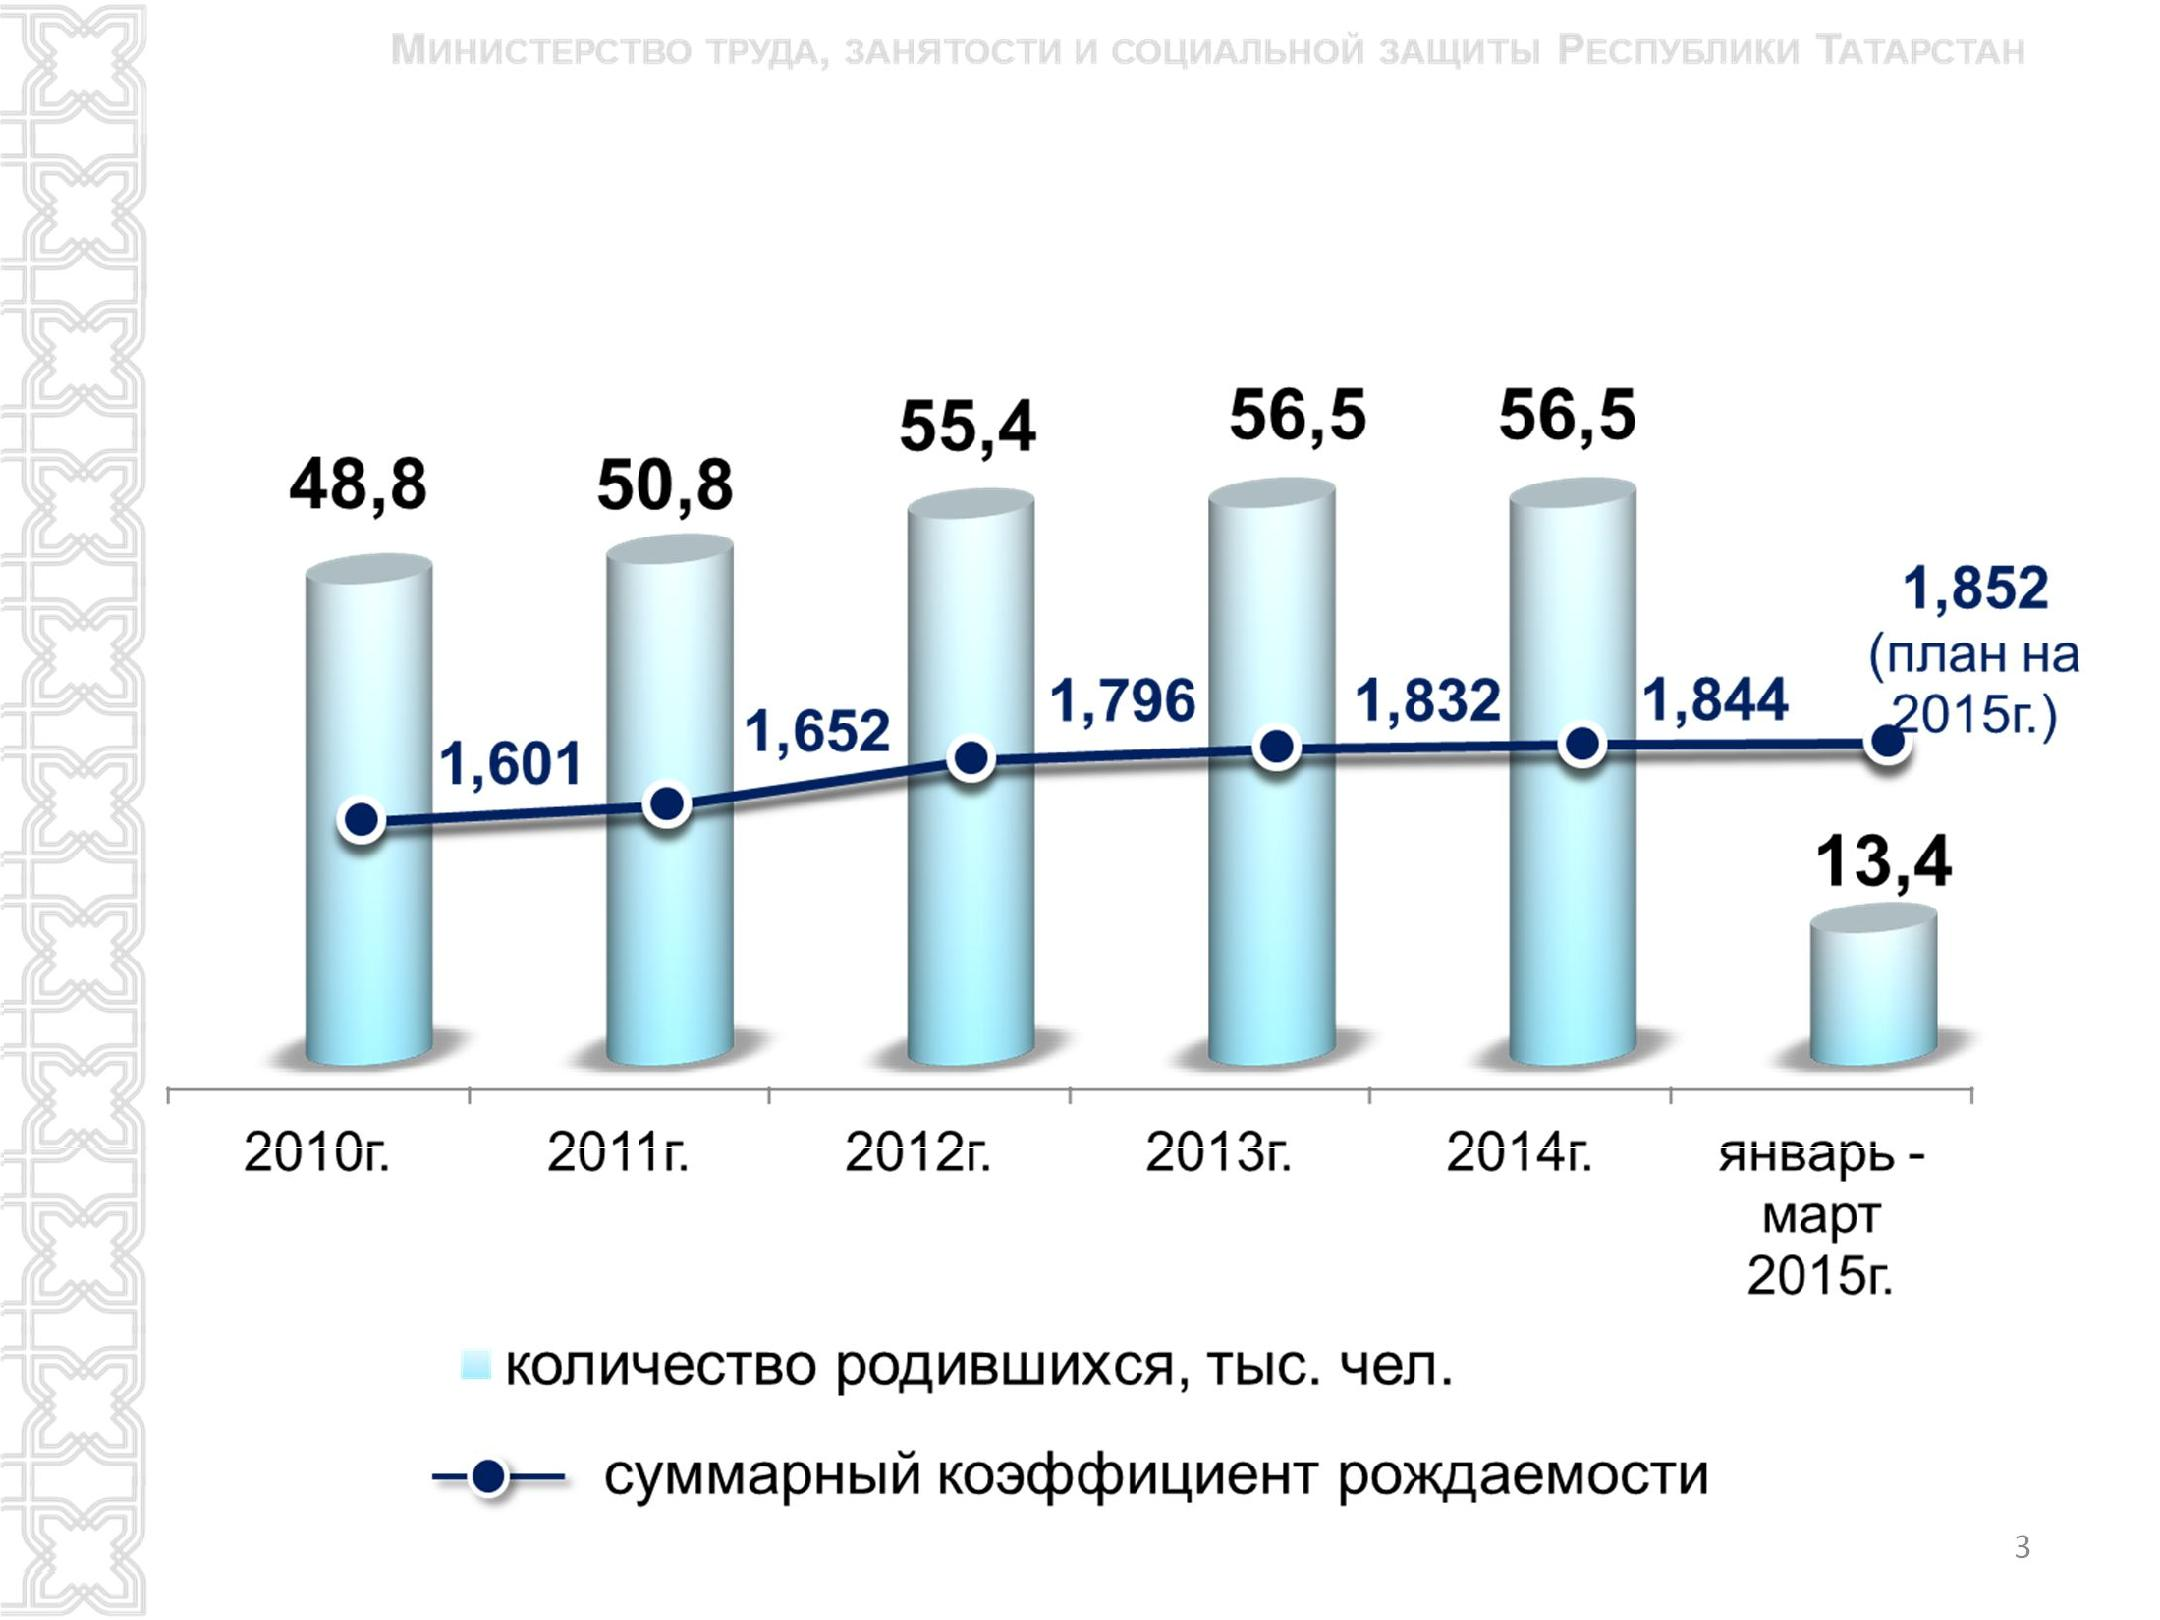 Министерство труда, занятости и социальной защиты Республики Татарстан
48,8
50,8
55,4
56,5
56,5
13,4
1,601
1,652
1,796
1,832
1,844
1,852
(план на
2015г.)
2010г.
2011г.
2012г.
2013г.
2014г.
январь -
март
2015г.
количество родившихся, тыс. чел.
суммарный коэффициент рождаемости
3